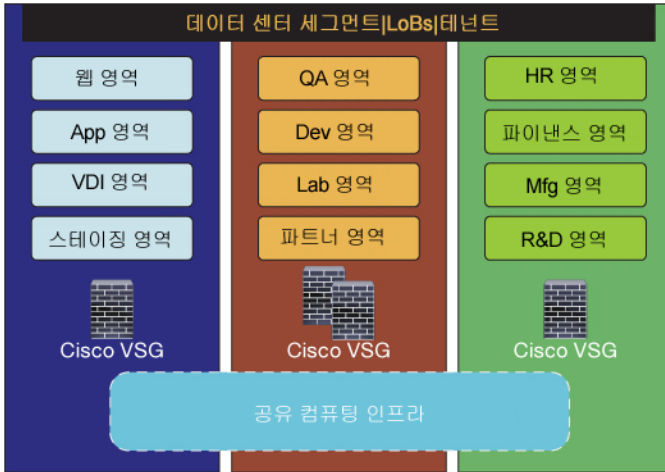 데이터 센터 세그먼트|LoBs|테넌트
웹 영역
App 영역
VDI 영역
스테이징 영역
Cisco VSG
QA 영역
Dev 영역
Lab 영역
파트너 영역
Cisco VSG
HR 영역
파이낸스 영역
Mfg 영역
R&D 영역
Cisco VSG
공유 컴퓨팅 인프라